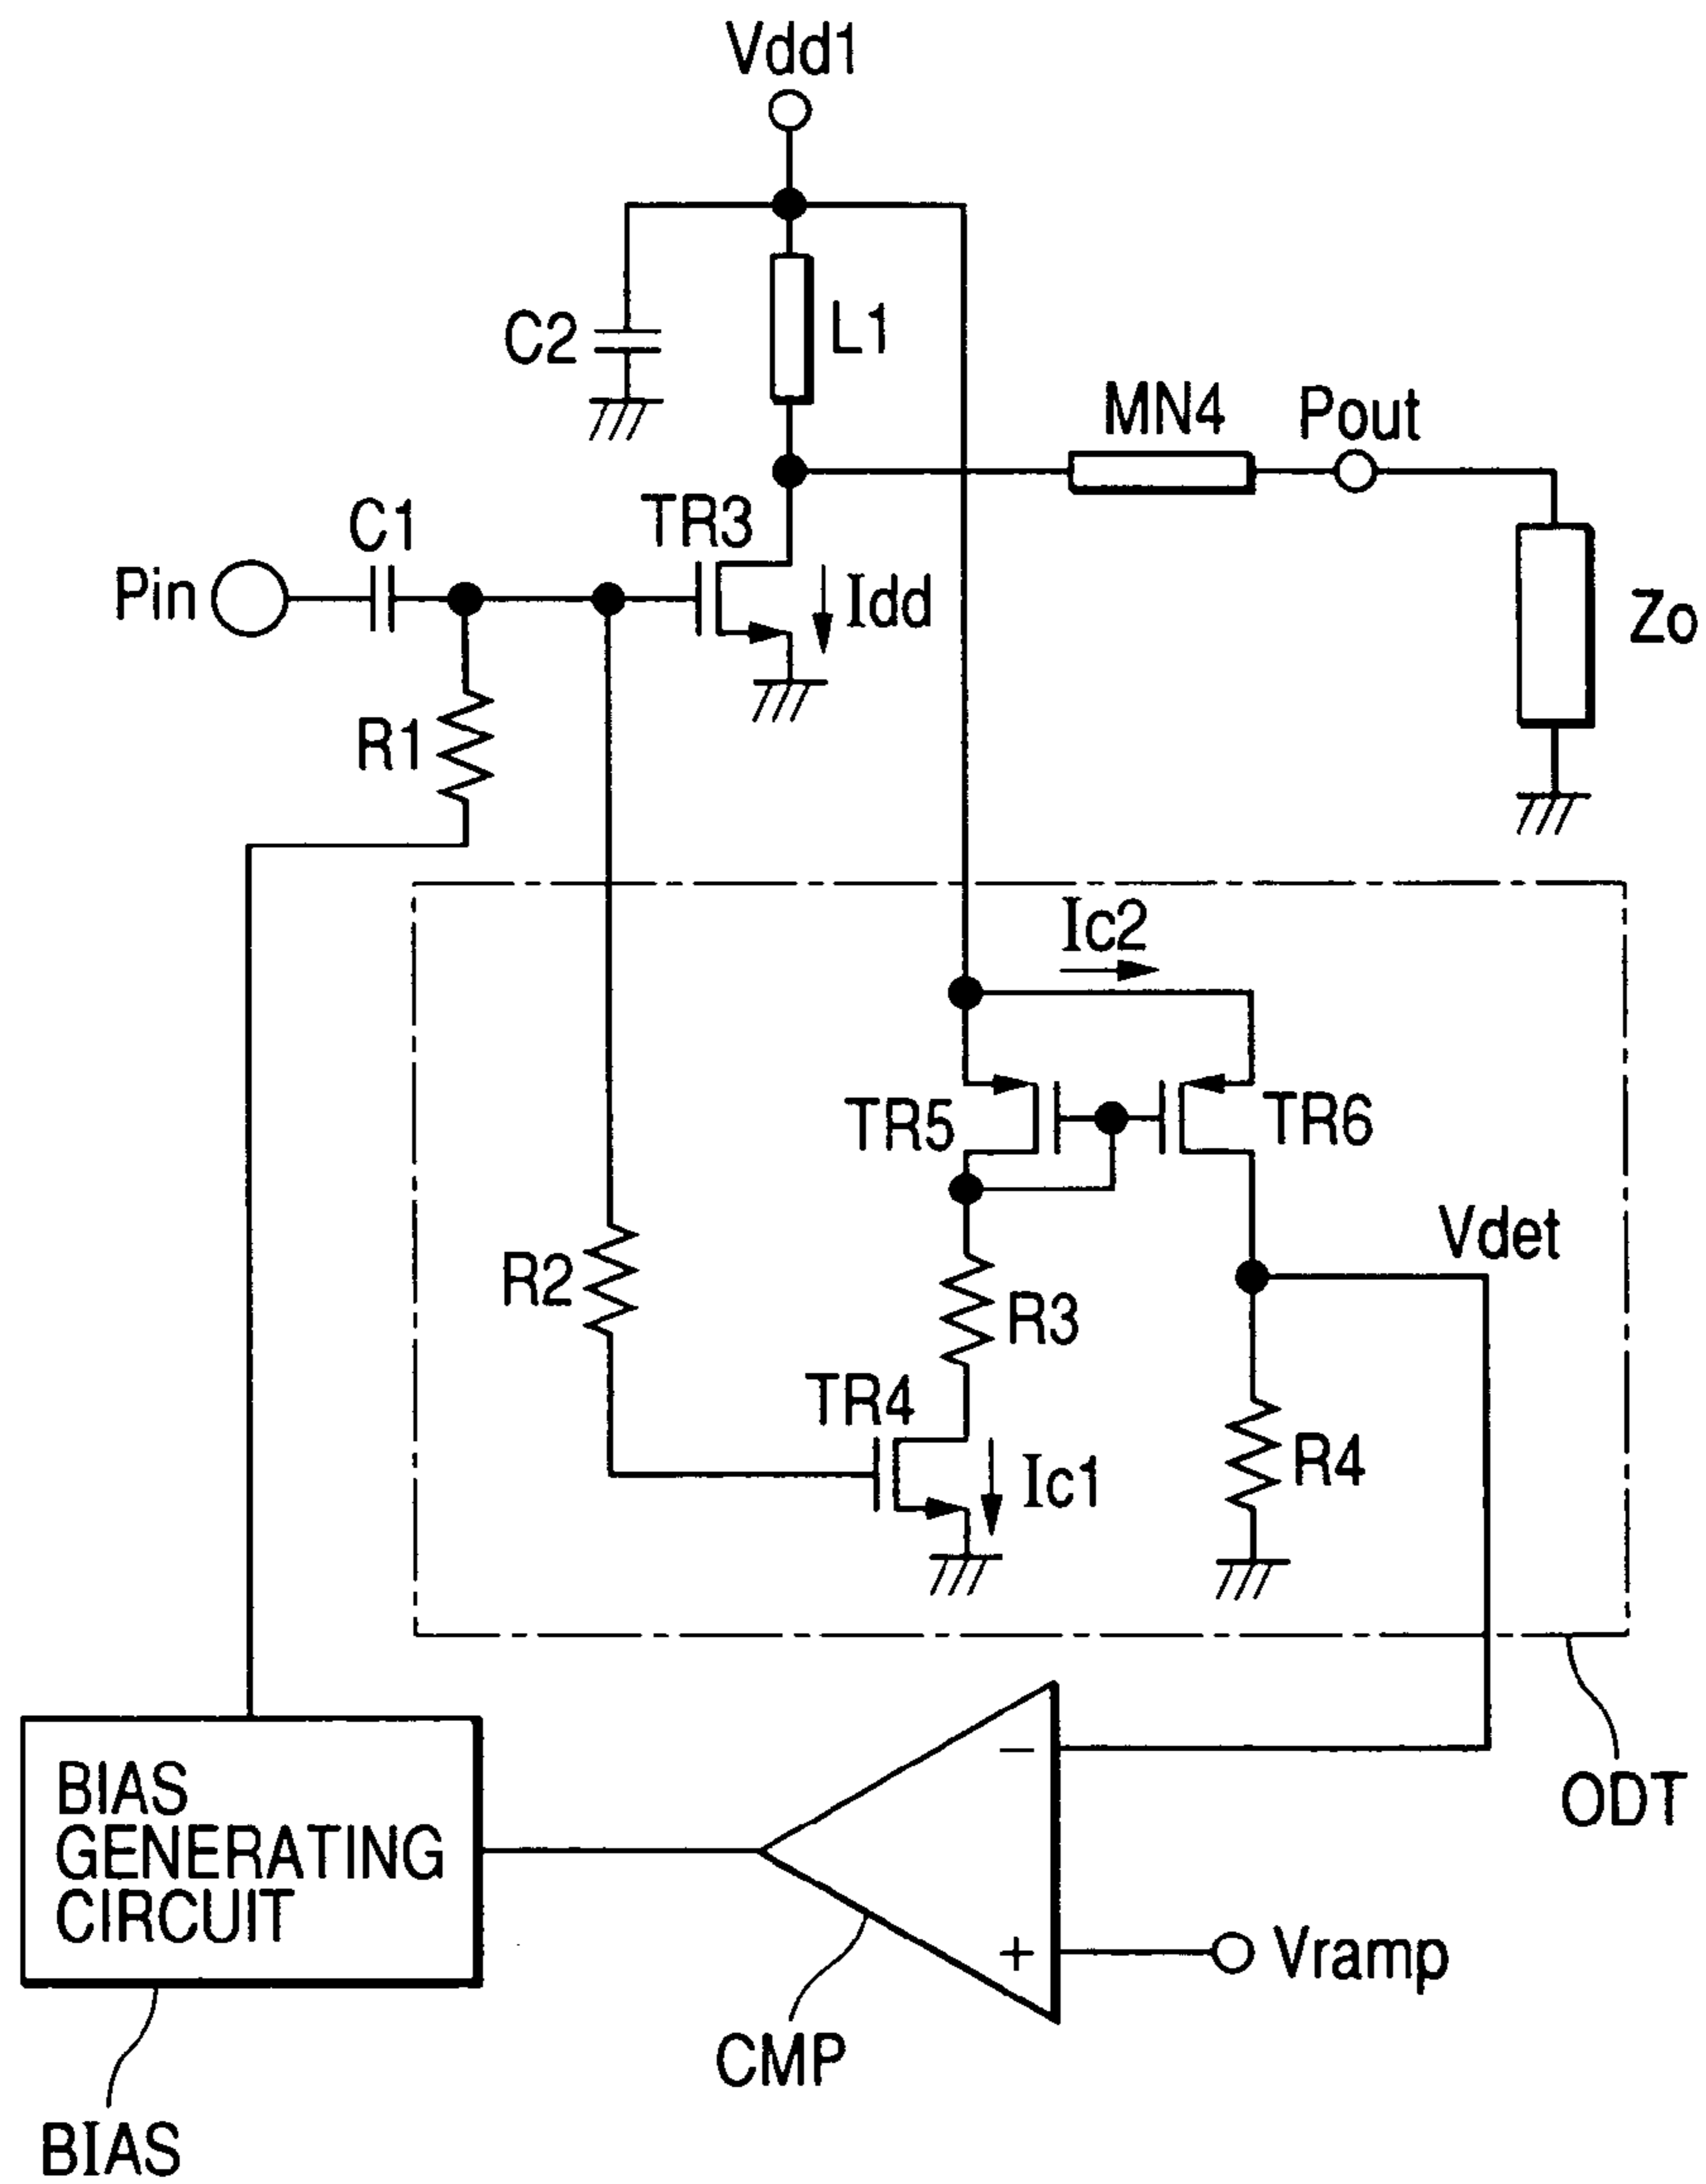 Vdd1
C2
L1
MN4
Pout
C1
TR3
Pin
Idd
Zo
R1
Ic2
TR5
TR6
Vdet
R2
R3
TR4
R4
Ic1
−
ODT
BIAS
GENERATING
CIRCUIT
+
Vramp
CMP
BIAS